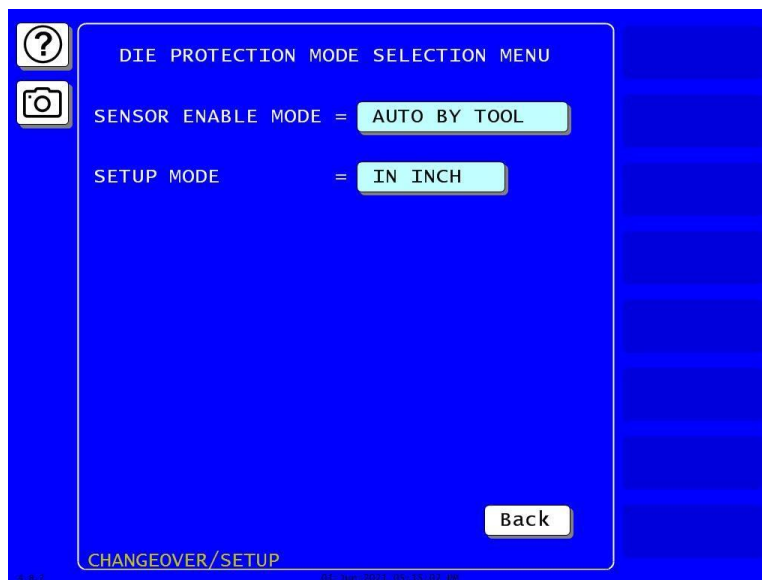 ?
DIE PROTECTION MODE SELECTION MENU
SENSOR ENABLE MODE = AUTO BY TOOL
SETUP MODE = IN INCH
Back
CHANGEOVER/SETUP